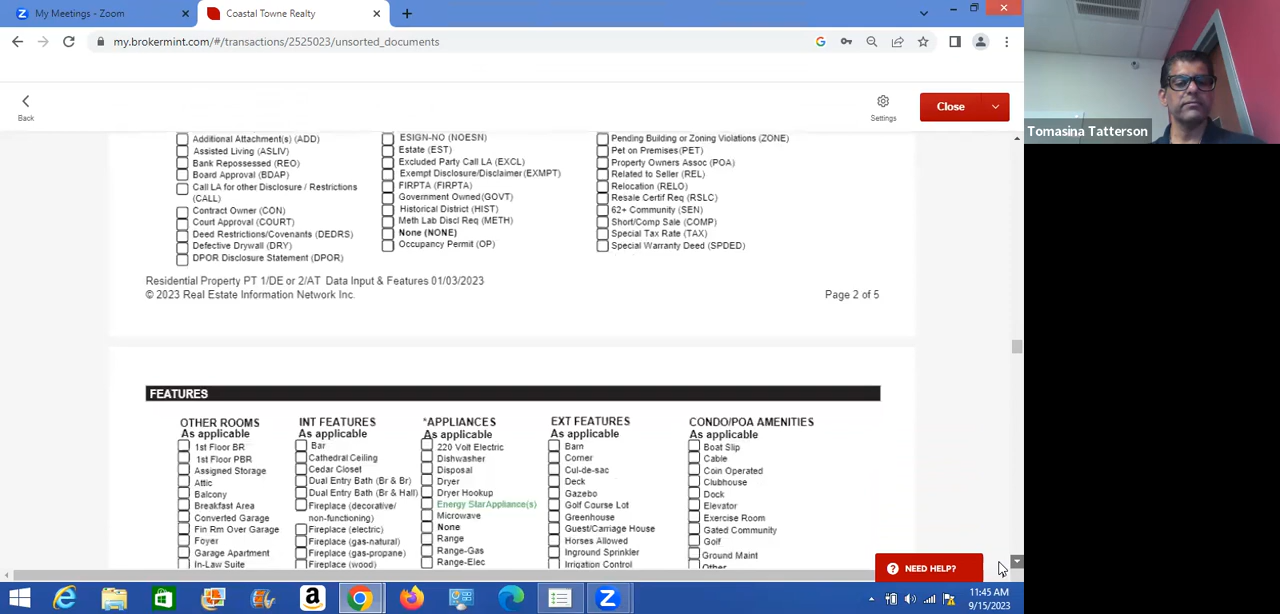 My Meetings - Zoom
Coastal Towne Realty
my.brokermint.com/#/transactions/2525023/unsorted_documents
Back
Settings
Close
Tomasina Tatterson
Additional Attachment(s) (ADD)
Assisted Living (ASLIV)
Bank Repossessed (REO)
Board Approval (BDAP)
Call LA for other Disclosure / Restrictions
(CALL)
Contract Owner (CON)
Court Approval (COURT)
Deed Restrictions/Covenants (DEDRS)
Defective Drywall (DRY)
DPOR Disclosure Statement (DPOR)
ESIGN-NO (NOESN)
Estate (EST)
Excluded Party Call LA (EXCL)
Exempt Disclosure/Disclaimer (EXMPT)
FIRPTA (FIRPTA)
Government Owned(GOVT)
Historical District (HIST)
Meth Lab Discl Req (METH)
None (NONE)
Occupancy Permit (OP)
Pending Building or Zoning Violations (ZONE)
Pet on Premises (PET)
Property Owners Assoc (POA)
Related to Seller (REL)
Relocation (RELO)
Resale Certif Req (RSLC)
62+ Community (SEN)
Short/Comp Sale (COMP)
Special Tax Rate (TAX)
Special Warranty Deed (SPDED)
Residential Property PT 1/DE or 2/AT Data Input & Features 01/03/2023
© 2023 Real Estate Information Network Inc.
Page 2 of 5
FEATURES
OTHER ROOMS
As applicable
1st Floor BR
1st Floor PBR
Assigned Storage
Attic
Balcony
Breakfast Area
Converted Garage
Fin Rm Over Garage
Foyer
Garage Apartment
In-Law Suite
INT FEATURES
As applicable
Bar
Cathedral Ceiling
Cedar Closet
Dual Entry Bath (Br & Br)
Dual Entry Bath (Br & Hall)
Fireplace (decorative/
non-functioning)
Fireplace (electric)
Fireplace (gas-natural)
Fireplace (gas-propane)
Fireplace (wood)
*APPLIANCES
As applicable
220 Volt Electric
Dishwasher
Disposal
Dryer
Dryer Hookup
Energy StarAppliance(s)
Microwave
None
Range
Range-Gas
Range-Elec
EXT FEATURES
As applicable
Barn
Corner
Cul-de-sac
Deck
Gazebo
Golf Course Lot
Greenhouse
Guest/Carriage House
Horses Allowed
Inground Sprinkler
Irrigation Control
CONDO/POA AMENITIES
As applicable
Boat Slip
Cable
Coin Operated
Clubhouse
Dock
Elevator
Exercise Room
Gated Community
Golf
Ground Maint
Other
NEED HELP?
11:45 AM
9/15/2023